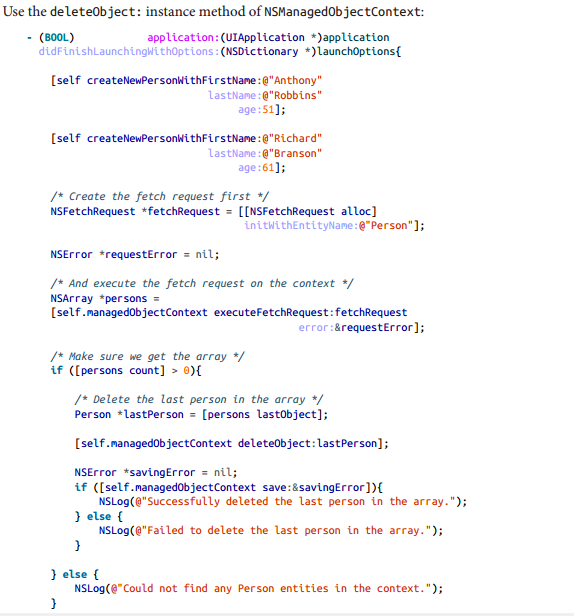 Use the deleteObject: instance method of NSManagedObjectContext:
- (BOOL)            application:(UIApplication *)application
  didFinishLaunchingWithOptions:(NSDictionary *)launchOptions{
    [self createNewPersonWithFirstName:@"Anthony"
                              lastName:@"Robbins"
                                   age:51];
    [self createNewPersonWithFirstName:@"Richard"
                              lastName:@"Branson"
                                   age:61];
    /* Create the fetch request first */
    NSFetchRequest *fetchRequest = [[NSFetchRequest alloc]
                                    initWithEntityName:@"Person"];
    NSError *requestError = nil;
    /* And execute the fetch request on the context */
    NSArray *persons =
    [self.managedObjectContext executeFetchRequest:fetchRequest
                                             error:&requestError];
    /* Make sure we get the array */
    if ([persons count] > 0){
        /* Delete the last person in the array */
        Person *lastPerson = [persons lastObject];
        [self.managedObjectContext deleteObject:lastPerson];
        NSError *savingError = nil;
        if ([self.managedObjectContext save:&savingError]){
            NSLog(@"Successfully deleted the last person in the array.");
        } else {
            NSLog(@"Failed to delete the last person in the array.");
        }
    } else {
        NSLog(@"Could not find any Person entities in the context.");
    }